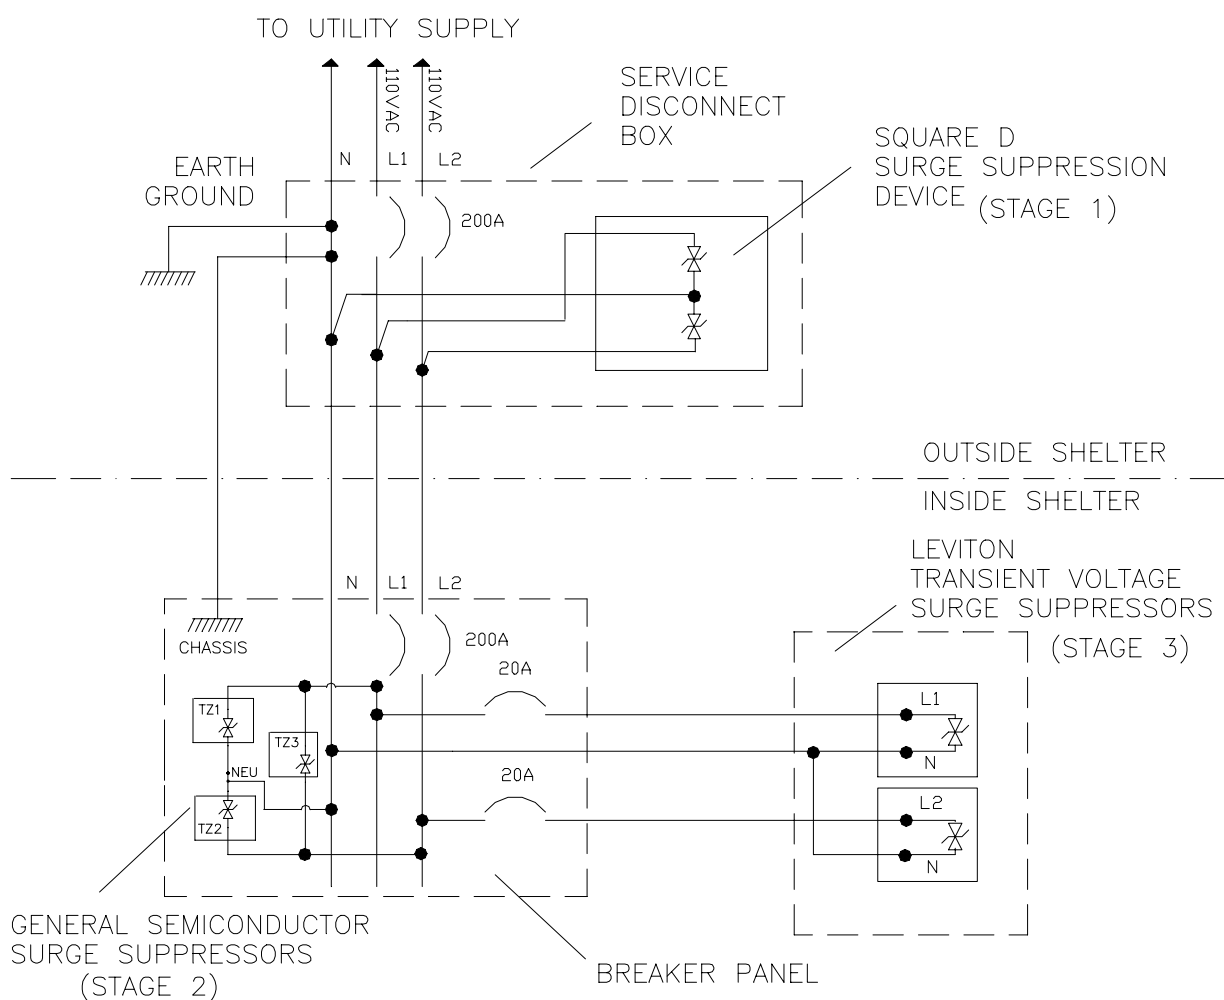 TO UTILITY SUPPLY
110VAC
110VAC
SERVICE
DISCONNECT
BOX
SQUARE D
SURGE SUPPRESSION
DEVICE
(STAGE 1)
EARTH
GROUND
N
L1
L2
200A
OUTSIDE SHELTER
INSIDE SHELTER
LEVITON
TRANSIENT VOLTAGE
SURGE SUPPRESSORS
(STAGE 3)
N
L1
L2
CHASSIS
200A
20A
TZ1
TZ3
NEU
TZ2
20A
L1
N
L2
N
GENERAL SEMICONDUCTOR
SURGE SUPPRESSORS
(STAGE 2)
BREAKER PANEL